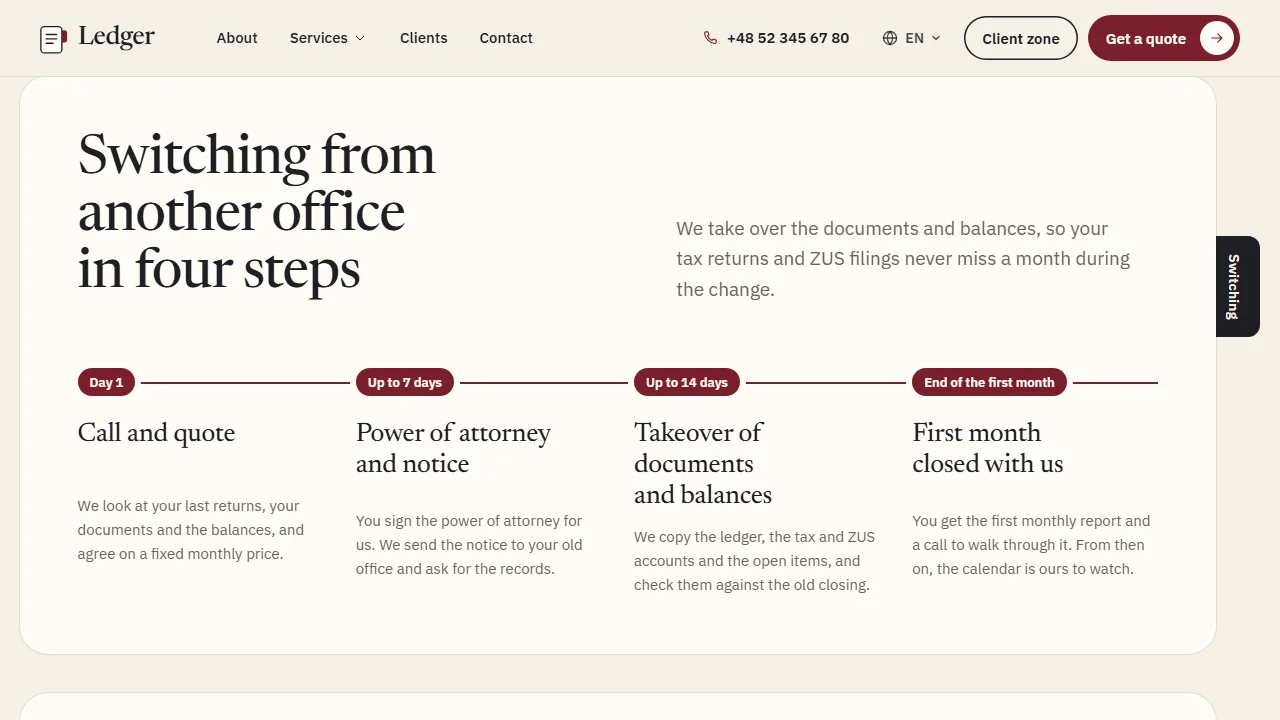 Ledger
About
Services
Clients
Contact
+48 52 345 67 80
EN
Client zone
Get a quote
Switching from
another office
in four steps
We take over the documents and balances, so your
tax returns and ZUS filings never miss a month during
the change.
Switching
Day 1
Call and quote
We look at your last returns, your
documents and the balances, and
agree on a fixed monthly price.
Up to 7 days
Power of attorney
and notice
You sign the power of attorney for
us. We send the notice to your old
office and ask for the records.
Up to 14 days
Takeover of
documents
and balances
We copy the ledger, the tax and ZUS
accounts and the open items, and
check them against the old closing.
End of the first month
First month
closed with us
You get the first monthly report and
a call to walk through it. From then
on, the calendar is ours to watch.